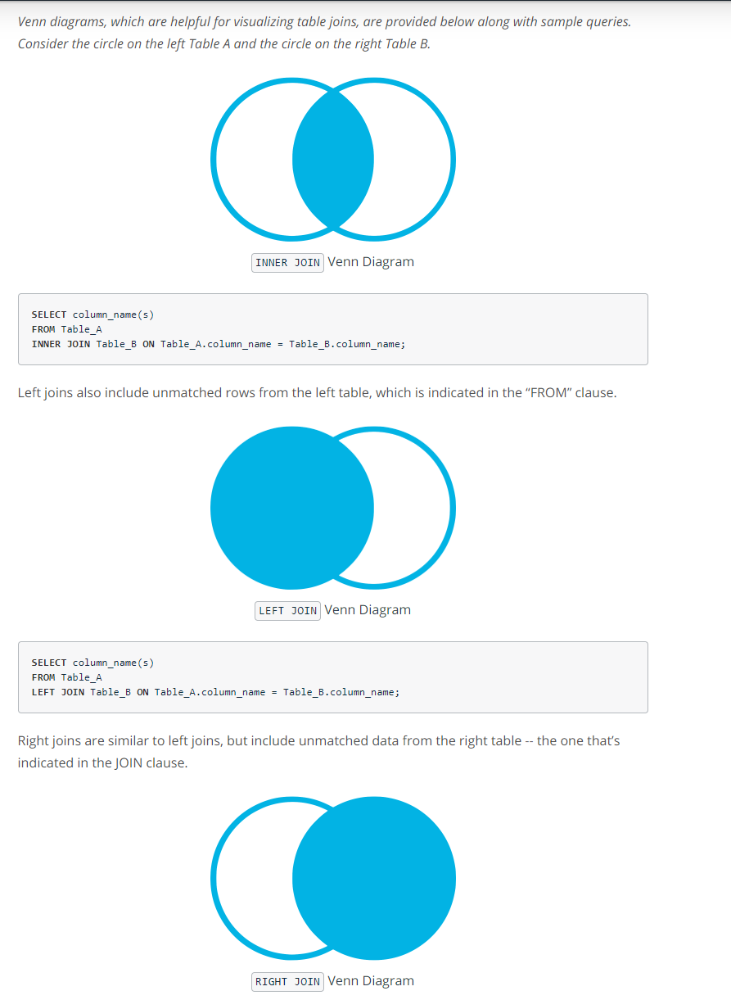 Venn diagrams, which are helpful for visualizing table joins, are provided below along with sample queries.
Consider the circle on the left Table A and the circle on the right Table B.
INNER JOIN Venn Diagram
SELECT column_name(s)
FROM Table_A
INNER JOIN Table_B ON Table_A.column_name = Table_B.column_name;
Left joins also include unmatched rows from the left table, which is indicated in the “FROM” clause.
LEFT JOIN Venn Diagram
SELECT column_name(s)
FROM Table_A
LEFT JOIN Table_B ON Table_A.column_name = Table_B.column_name;
Right joins are similar to left joins, but include unmatched data from the right table -- the one that’s
indicated in the JOIN clause.
RIGHT JOIN Venn Diagram